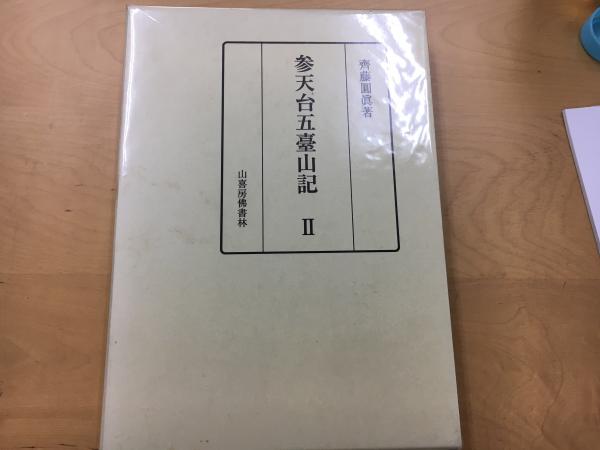 齊藤圓眞著
参天台五臺山記 Ⅱ
山喜房佛書林